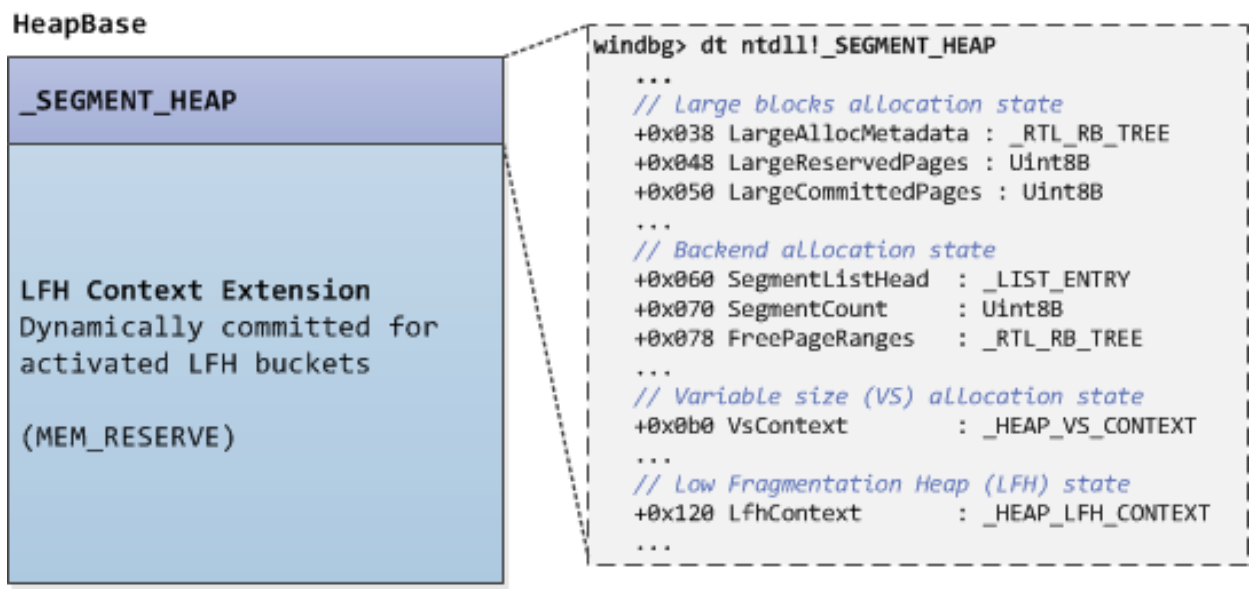 HeapBase
_SEGMENT_HEAP
LFH Context Extension
Dynamically committed for
activated LFH buckets
(MEM_RESERVE)
windbg> dt ntdll!_SEGMENT_HEAP
...
// Large blocks allocation state
+0x038 LargeAllocMetadata : _RTL_RB_TREE
+0x048 LargeReservedPages : Uint8B
+0x050 LargeCommittedPages : Uint8B
...
// Backend allocation state
+0x060 SegmentListHead : _LIST_ENTRY
+0x070 SegmentCount : Uint8B
+0x078 FreePageRanges : _RTL_RB_TREE
...
// Variable size (VS) allocation state
+0x0b0 VsContext : _HEAP_VS_CONTEXT
...
// Low Fragmentation Heap (LFH) state
+0x120 LfhContext : _HEAP_LFH_CONTEXT
...